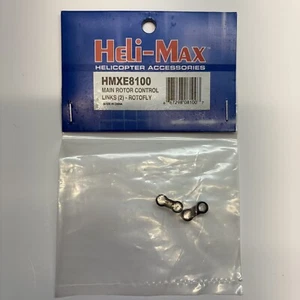 HELI-MAX
HELICOPTER ACCESSORIES
HMXE8100
MAIN ROTOR CONTROL
LINKS (2) - ROTOFLY